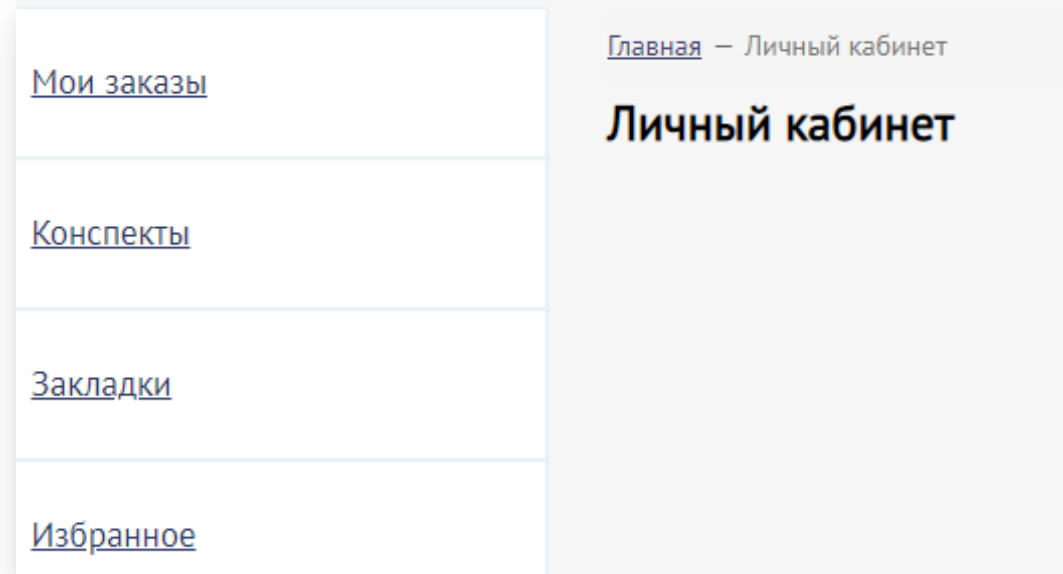 Мои заказы
Конспекты
Закладки
Избранное
Главная — Личный кабинет
Личный кабинет